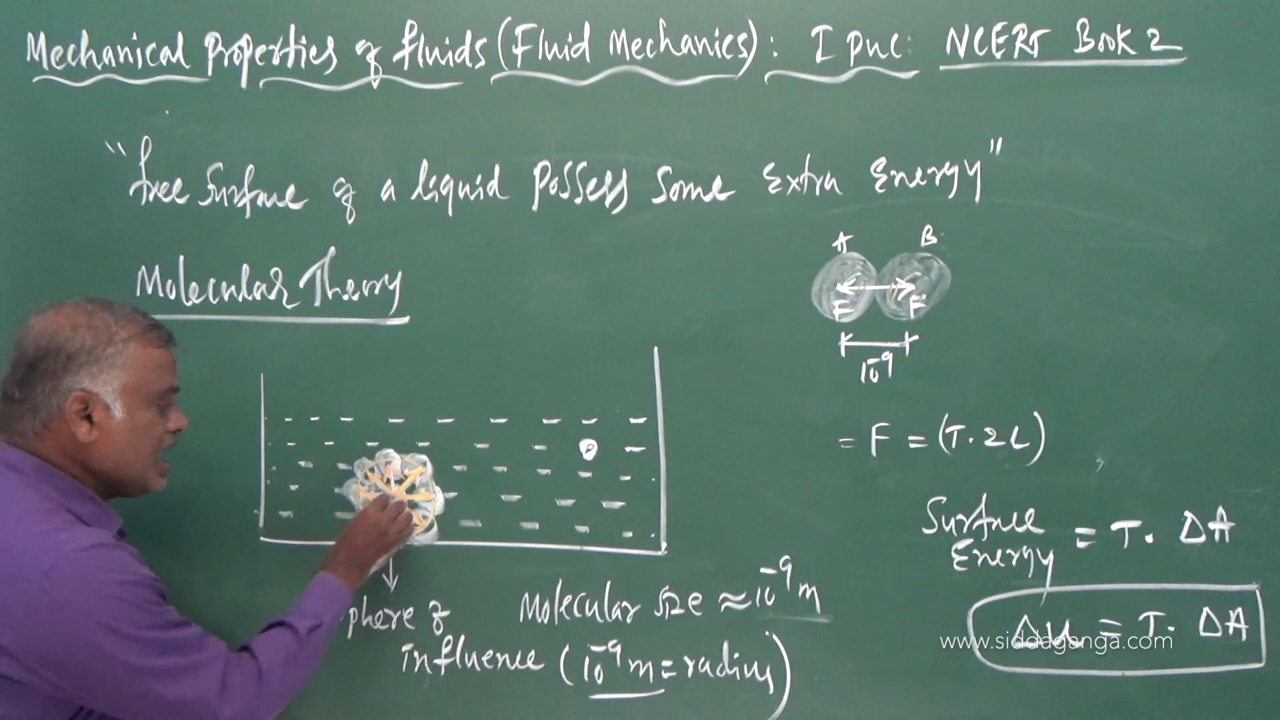 Mechanical Properties of fluids (Fluid Mechanics) : I puc : NCERT Book 2
"free Surface of a liquid Possess Some Extra Energy"
Molecular Theory
A B
F F
10⁻⁹
= F = (T. 2L)
Surface Energy = T. ΔA
ΔU = T. ΔA
www.siddaganga.com
Molecular size ≈ 10⁻⁹ m
phere of
influence (10⁻⁹ m = radius)